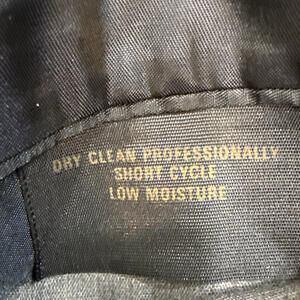 DRY CLEAN PROFESSIONALLY
SHORT CYCLE
LOW MOISTURE